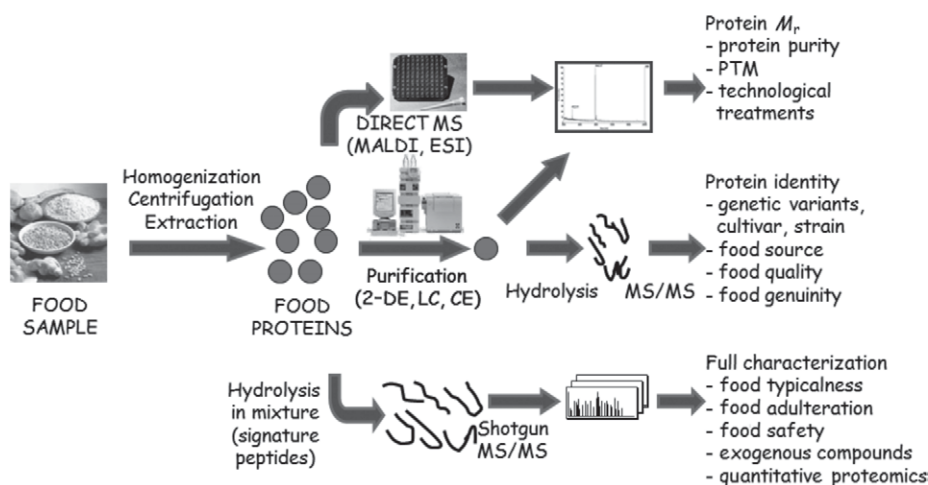 Protein Mr
- protein purity
- PTM
- technological
treatments
DIRECT MS
(MALDI, ESI)
Homogenization
Centrifugation
Extraction
FOOD
SAMPLE
FOOD
PROTEINS
Purification
(2-DE, LC, CE)
Hydrolysis
MS/MS
Protein identity
- genetic variants,
cultivar, strain
- food source
- food quality
- food genuinity
Hydrolysis
in mixture
(signature
peptides)
Shotgun
MS/MS
Full characterization
- food typicalness
- food adulteration
- food safety
- exogenous compounds
- quantitative proteomics